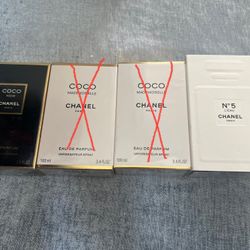 COCO
NOIR
CHANEL
PARIS
COCO
MADEMOISELLE
CHANEL
PARIS
EAU DE PARFUM
VAPORISATEUR SPRAY
100 ml
3.4 FL. OZ
COCO
MADEMOISELLE
CHANEL
PARIS
EAU DE PARFUM
VAPORISATEUR SPRAY
100 ml
3.4 FL. OZ
N°5
L'EAU
CHANEL
PARIS